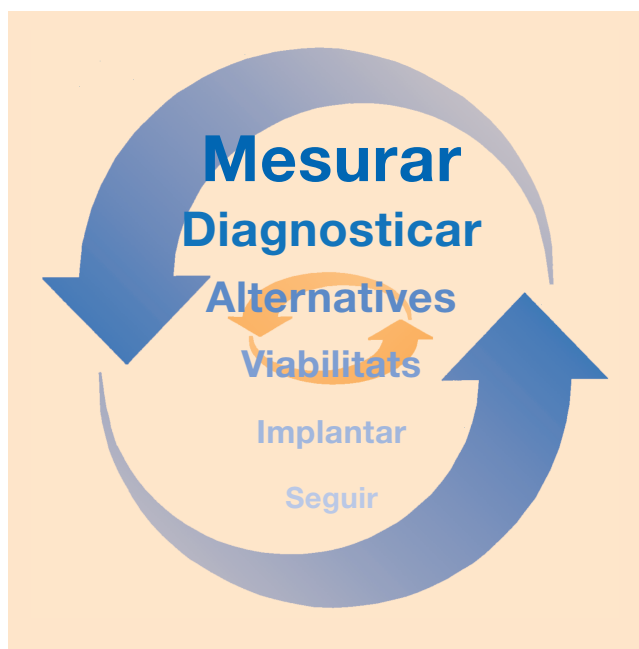 Mesurar
Diagnosticar
Alternatives
Viabilitats
Implantar
Seguir